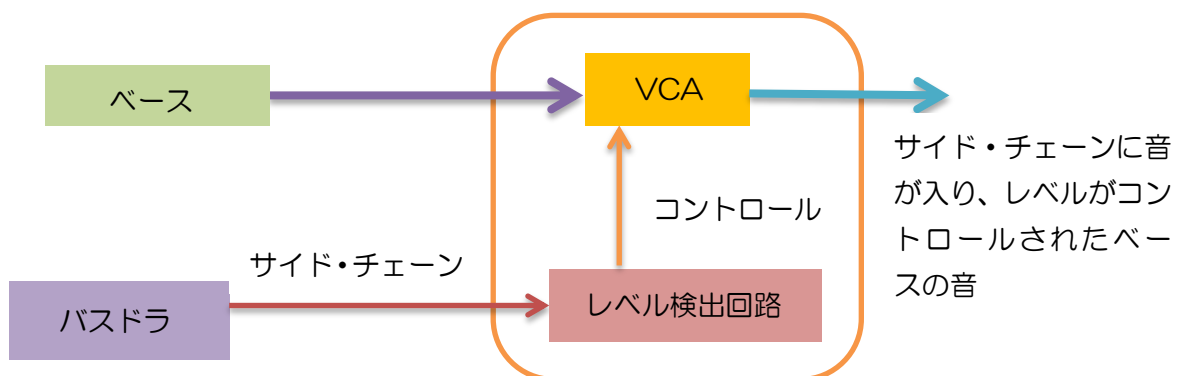 ベース
VCA
サイド・チェーンに音
が入り、レベルがコン
トロールされたベー
スの音
コントロール
サイド・チェーン
バスドラ
レベル検出回路